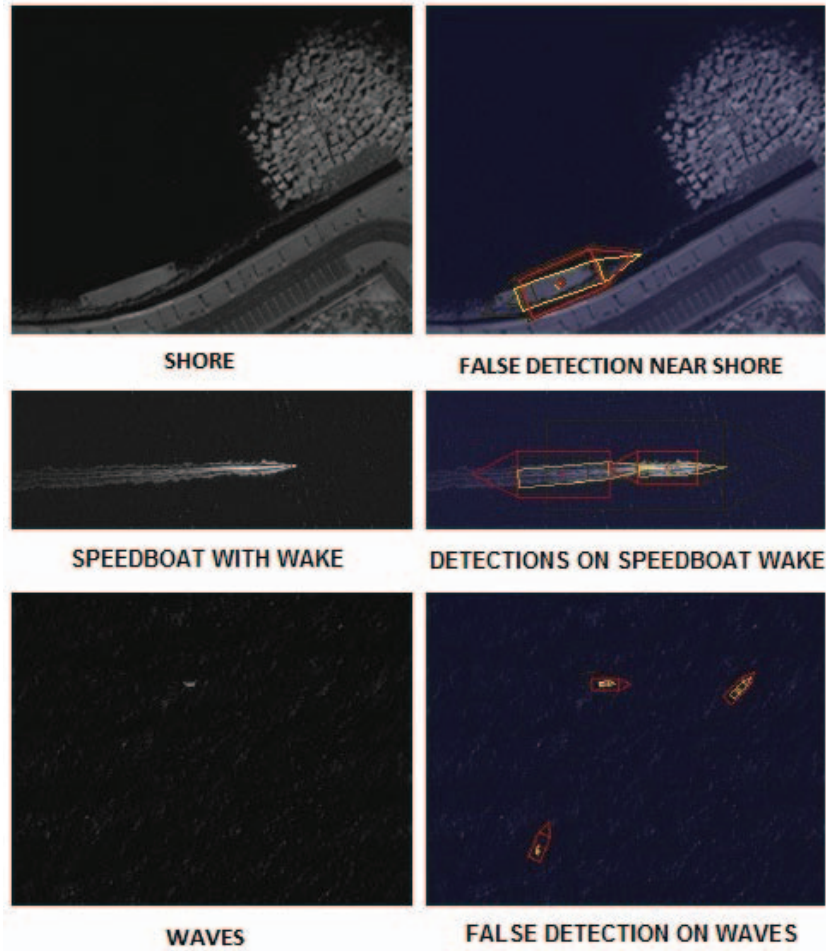 SHORE
FALSE DETECTION NEAR SHORE
SPEEDBOAT WITH WAKE
DETECTIONS ON SPEEDBOAT WAKE
WAVES
FALSE DETECTION ON WAVES